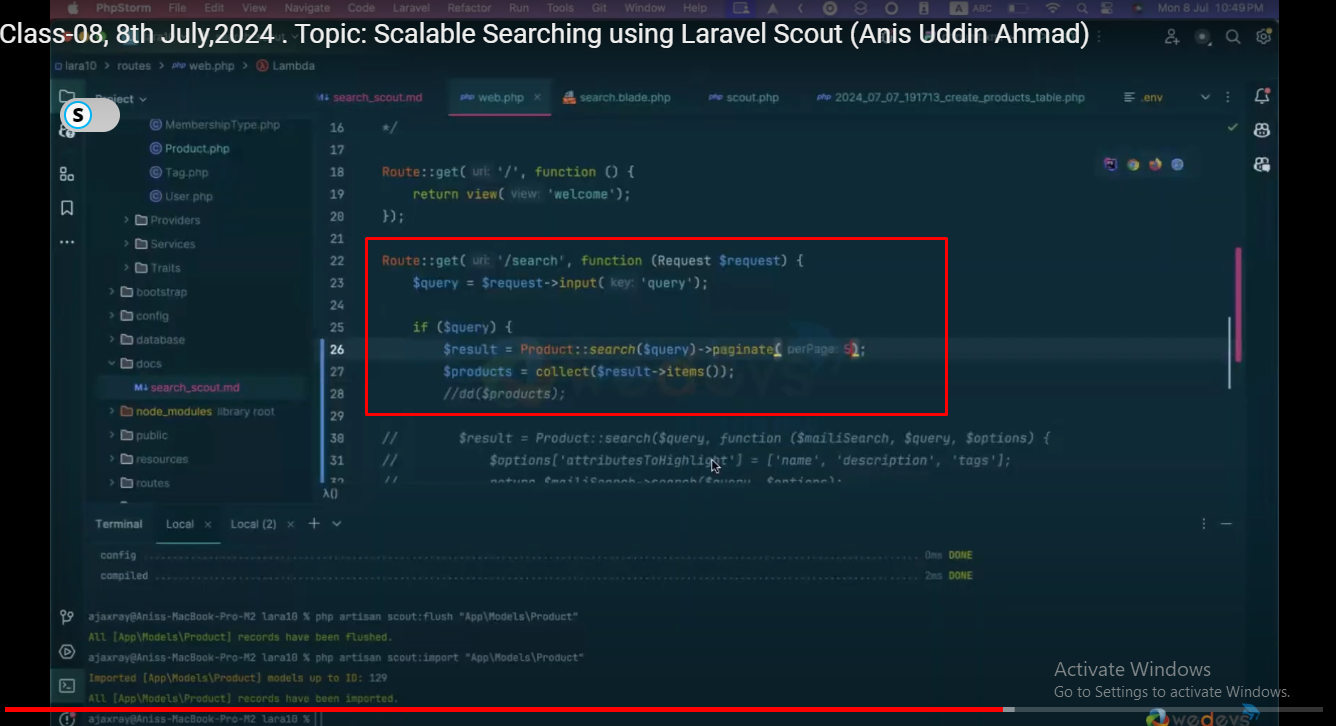 PhpStorm File Edit View Navigate Code Laravel Refactor Run Tools Git Window Help A ABC Mon 8 Jul 10:49 PM
Class-08, 8th July,2024 . Topic: Scalable Searching using Laravel Scout (Anis Uddin Ahmad)
lara10 > routes > php web.php > Lambda
Project
M↓ search_scout.md php web.php × search.blade.php php scout.php php 2024_07_07_191713_create_products_table.php .env
S
MembershipType.php
Product.php
Tag.php
User.php
Providers
Services
Traits
bootstrap
config
database
docs
M↓ search_scout.md
node_modules library root
public
resources
routes
16 */
17
18 Route::get( uri: '/', function () {
19 return view( view: 'welcome');
20 });
21
22 Route::get( uri: '/search', function (Request $request) {
23 $query = $request->input( key: 'query');
24
25 if ($query) {
26 $result = Product::search($query)->paginate( perPage: );
27 $products = collect($result->items());
28 //dd($products);
29
30 // $result = Product::search($query, function ($mailiSearch, $query, $options) {
31 // $options['attributesToHighlight'] = ['name', 'description', 'tags'];
32 // return $mailiSearch->search($query, $options);
λ()
Terminal Local × Local (2) × +
config 0ms DONE
compiled 2ms DONE
ajaxray@Aniss-MacBook-Pro-M2 lara10 % php artisan scout:flush "App\Models\Product"
All [App\Models\Product] records have been flushed.
ajaxray@Aniss-MacBook-Pro-M2 lara10 % php artisan scout:import "App\Models\Product"
Imported [App\Models\Product] models up to ID: 129
All [App\Models\Product] records have been imported.
ajaxray@Aniss-MacBook-Pro-M2 lara10 %
Activate Windows
Go to Settings to activate Windows.
wedevs